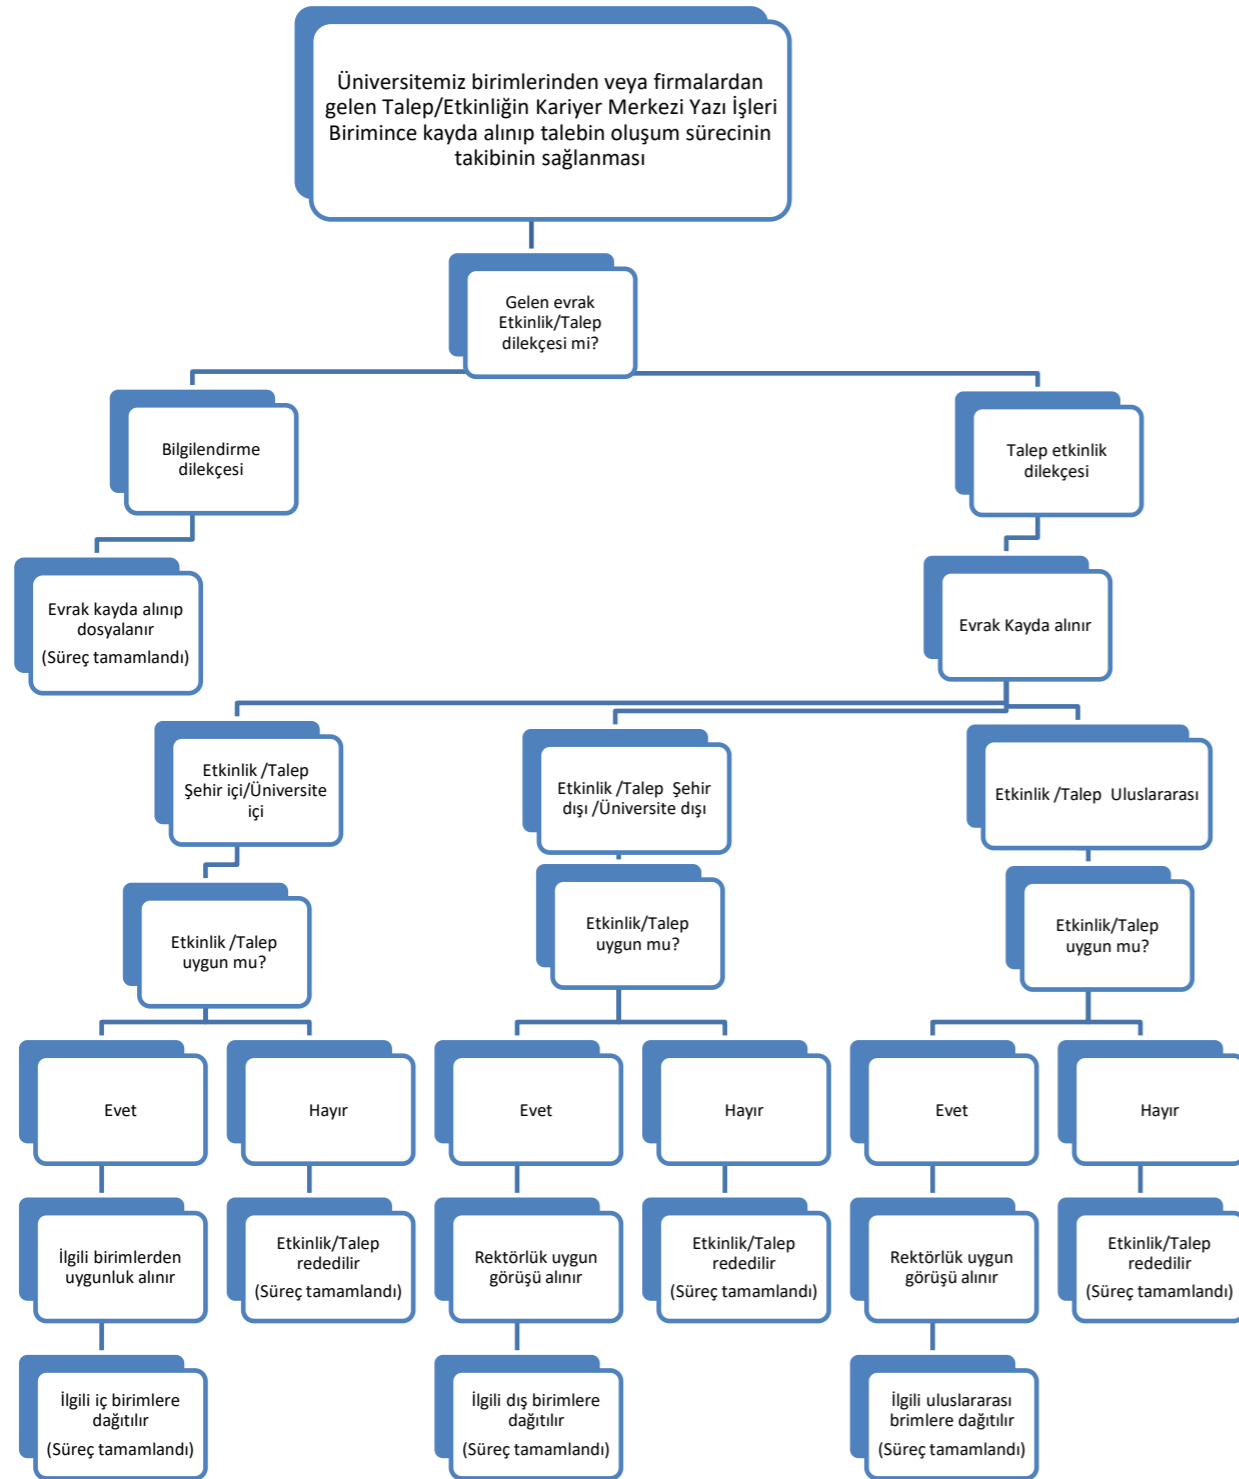 Üniversitemiz birimlerinden veya firmalardan
gelen Talep/Etkinliğin Kariyer Merkezi Yazı İşleri
Birimince kayda alınıp talebin oluşum sürecinin
takibinin sağlanması
Gelen evrak
Etkinlik/Talep
dilekçesi mi?
Bilgilendirme
dilekçesi
Talep etkinlik
dilekçesi
Evrak kayda alınıp
dosyalanır
(Süreç tamamlandı)
Evrak Kayda alınır
Etkinlik /Talep
Şehir içi/Üniversite
içi
Etkinlik /Talep Şehir
dışı /Üniversite dışı
Etkinlik /Talep Uluslararası
Etkinlik /Talep
uygun mu?
Etkinlik/Talep
uygun mu?
Etkinlik/Talep
uygun mu?
Evet
Hayır
Evet
Hayır
Evet
Hayır
İlgili birimlerden
uygunluk alınır
Etkinlik/Talep
rededilir
(Süreç tamamlandı)
Rektörlük uygun
görüşü alınır
Etkinlik/Talep
rededilir
(Süreç tamamlandı)
Rektörlük uygun
görüşü alınır
Etkinlik/Talep
rededilir
(Süreç tamamlandı)
İlgili iç birimlere
dağıtılır
(Süreç tamamlandı)
İlgili dış birimlere
dağıtılır
(Süreç tamamlandı)
İlgili uluslararası
brimlere dağıtılır
(Süreç tamamlandı)